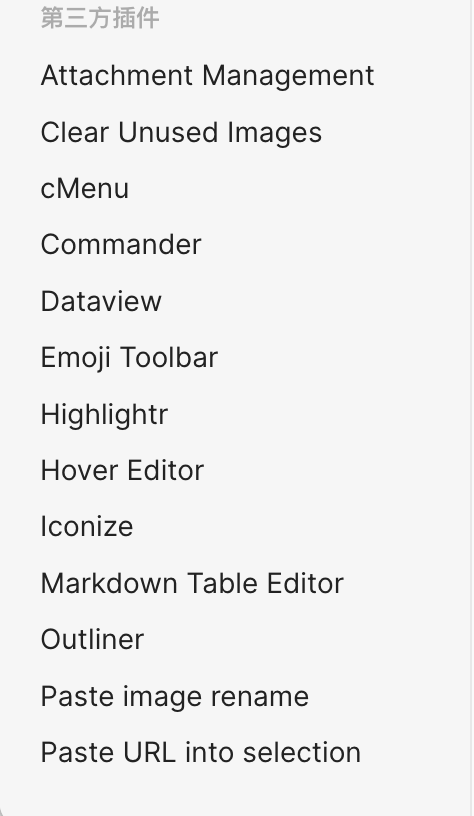 第三方插件
Attachment Management
Clear Unused Images
cMenu
Commander
Dataview
Emoji Toolbar
Highlightr
Hover Editor
Iconize
Markdown Table Editor
Outliner
Paste image rename
Paste URL into selection